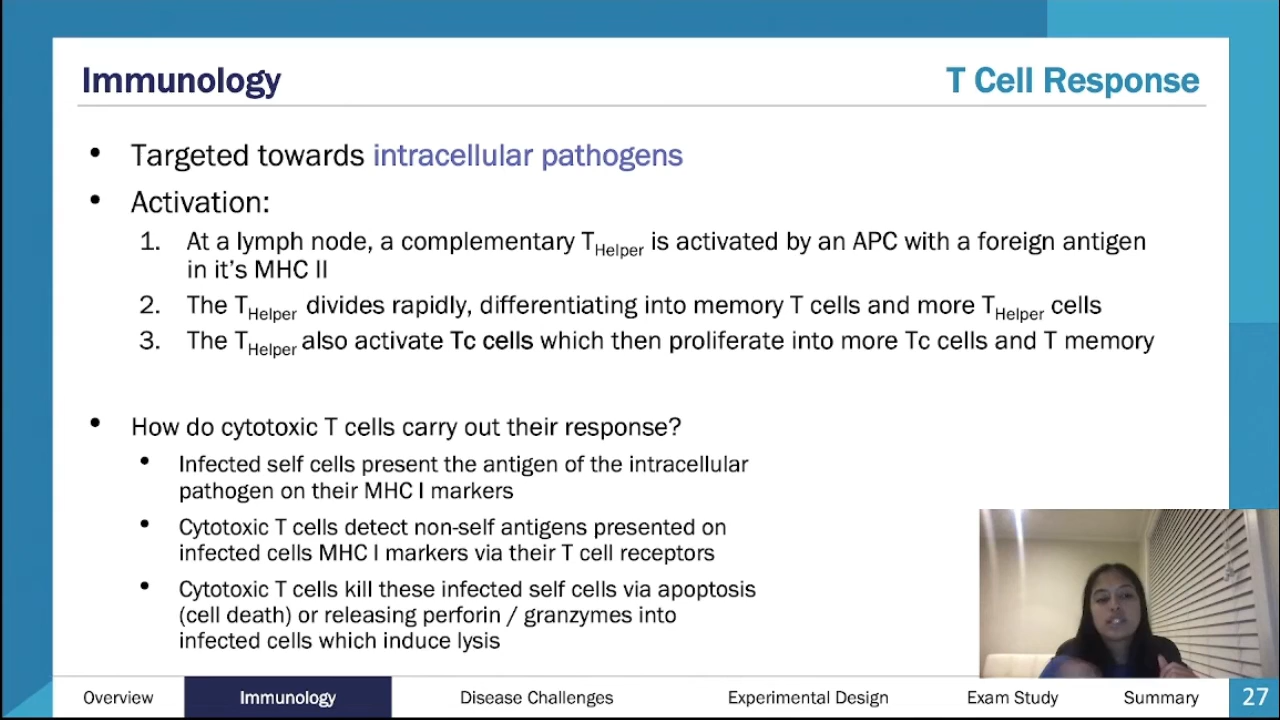 Immunology
T Cell Response
• Targeted towards intracellular pathogens
• Activation:
1. At a lymph node, a complementary THelper is activated by an APC with a foreign antigen
in it’s MHC II
2. The THelper divides rapidly, differentiating into memory T cells and more THelper cells
3. The THelper also activate Tc cells which then proliferate into more Tc cells and T memory
• How do cytotoxic T cells carry out their response?
• Infected self cells present the antigen of the intracellular
pathogen on their MHC I markers
• Cytotoxic T cells detect non-self antigens presented on
infected cells MHC I markers via their T cell receptors
• Cytotoxic T cells kill these infected self cells via apoptosis
(cell death) or releasing perforin / granzymes into
infected cells which induce lysis
Overview Immunology Disease Challenges Experimental Design Exam Study Summary 27